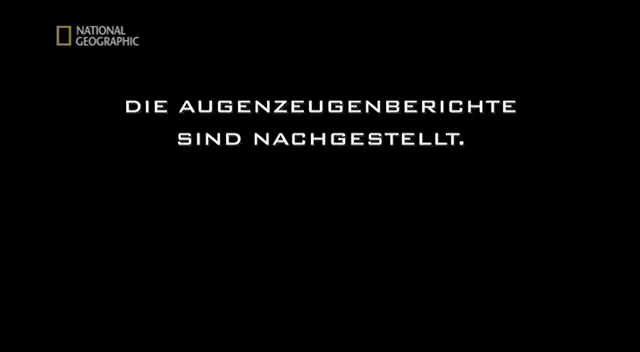 NATIONAL
GEOGRAPHIC
DIE AUGENZEUGENBERICHTE
SIND NACHGESTELLT.